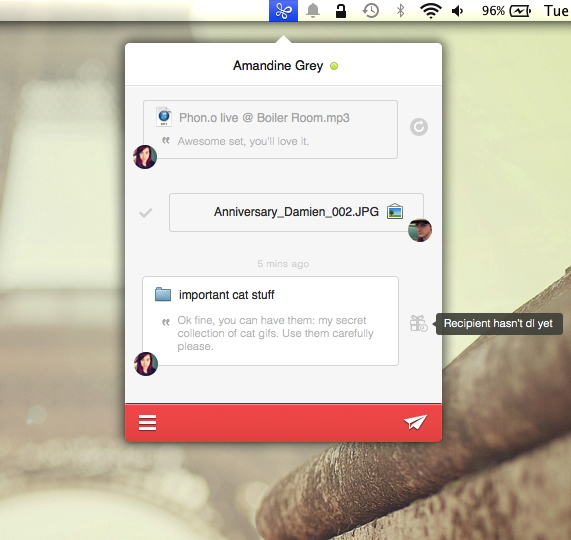 96% Tue
Amandine Grey
Phon.o live @ Boiler Room.mp3
Awesome set, you'll love it.
Anniversary_Damien_002.JPG
5 mins ago
important cat stuff
Ok fine, you can have them: my secret
collection of cat gifs. Use them carefully
please.
Recipient hasn't dl yet